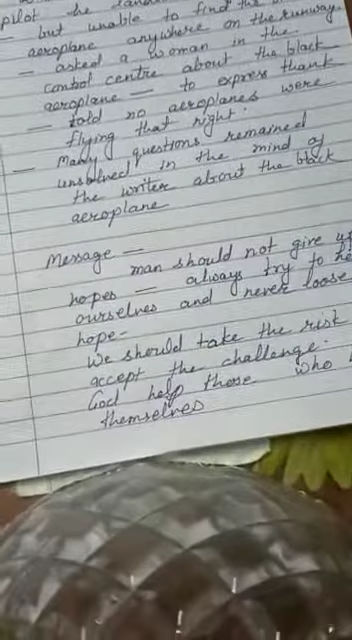 pilot he
— but unable to find the
aeroplane anywhere on the runway
— asked a woman in the
control centre about the black
aeroplane — to express thank
— told no aeroplanes were
flying that night.
— Many questions remained
unsolved in the mind of
the writer about the black
aeroplane
Message —
man should not give up
hopes — always try to
ourselves and never loose
hope-
We should take the risk
accept the challenge.
God help those who
themselves